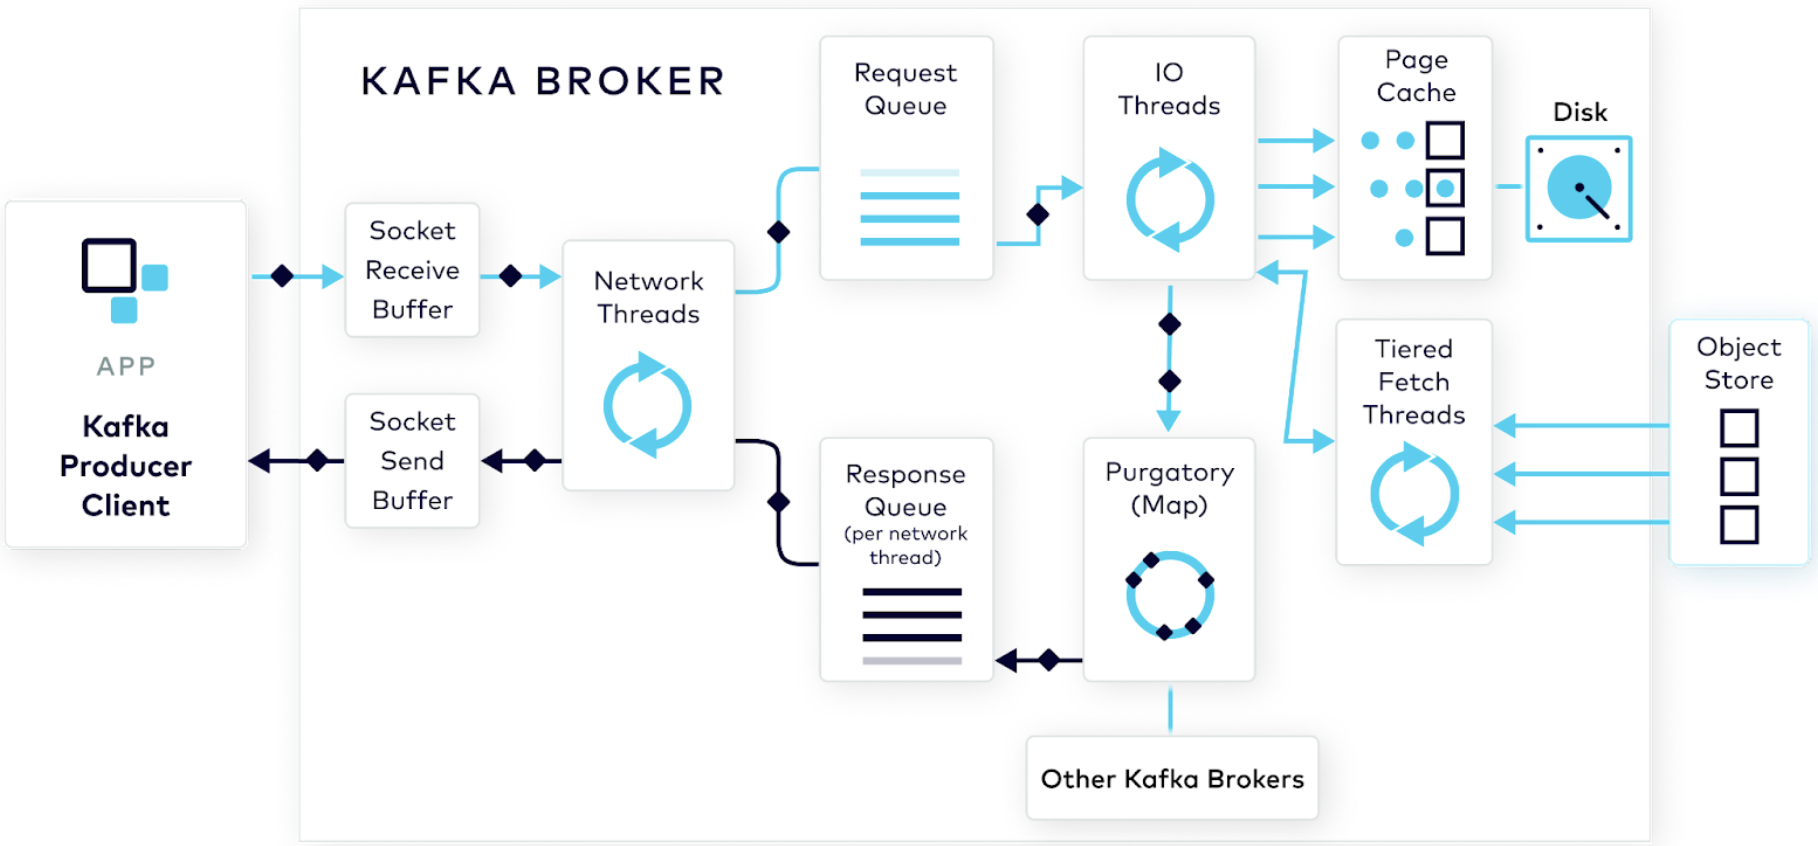 KAFKA BROKER
APP
Kafka
Producer
Client
Socket
Receive
Buffer
Socket
Send
Buffer
Network
Threads
Request
Queue
Response
Queue
(per network
thread)
IO
Threads
Purgatory
(Map)
Other Kafka Brokers
Page
Cache
Disk
Tiered
Fetch
Threads
Object
Store